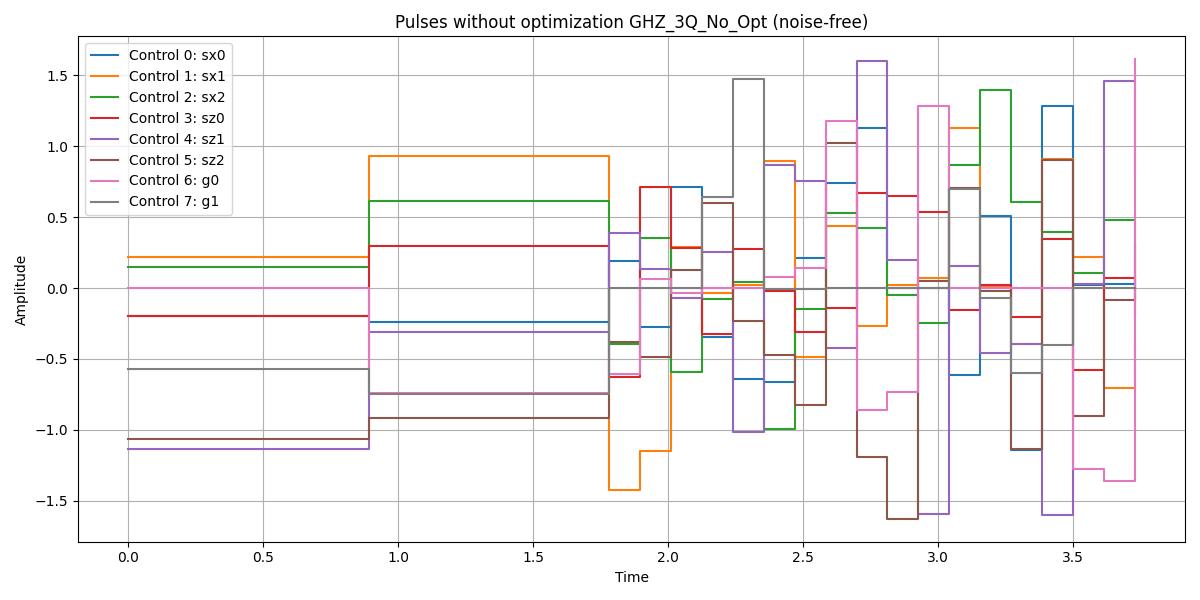 Pulses without optimization GHZ_3Q_No_Opt (noise-free)
Control 0: sx0
Control 1: sx1
Control 2: sx2
Control 3: sz0
Control 4: sz1
Control 5: sz2
Control 6: g0
Control 7: g1
Amplitude
1.5
1.0
0.5
0.0
−0.5
−1.0
−1.5
0.0 0.5 1.0 1.5 2.0 2.5 3.0 3.5
Time